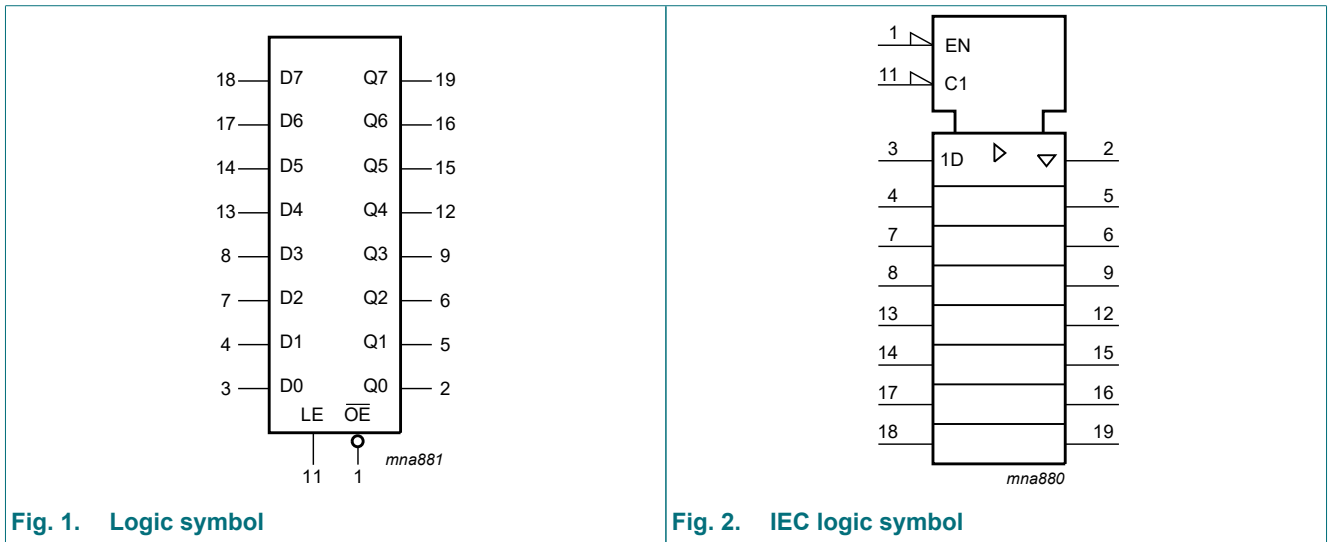 18 D7 Q7 19
17 D6 Q6 16
14 D5 Q5 15
13 D4 Q4 12
8 D3 Q3 9
7 D2 Q2 6
4 D1 Q1 5
3 D0 Q0 2
LE O̅E̅
mna881
11 1
Fig. 1. Logic symbol
1 EN
11 C1
3 1D 2
4 5
7 6
8 9
13 12
14 15
17 16
18 19
mna880
Fig. 2. IEC logic symbol